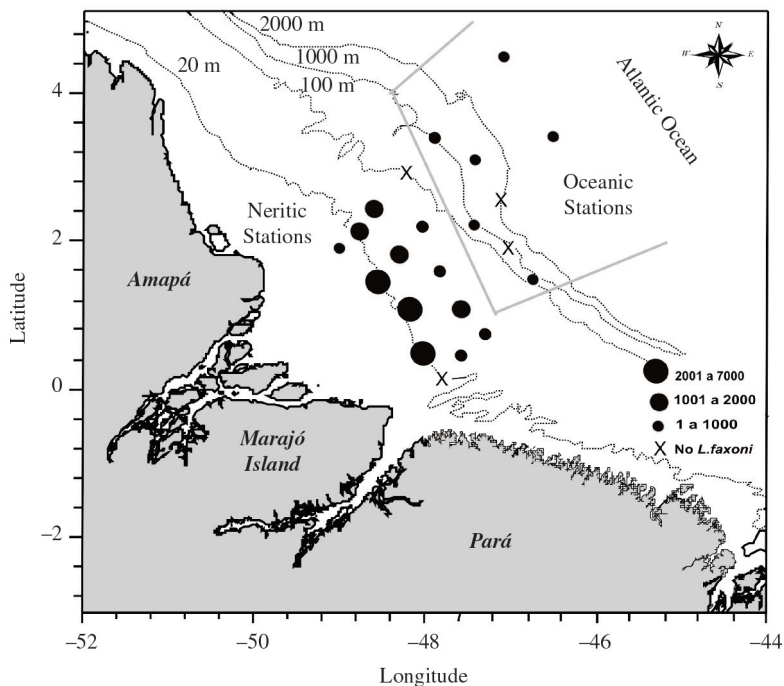 2000 m
1000 m
100 m
20 m
N
W
E
S
Atlantic Ocean
Oceanic
Stations
Neritic
Stations
Amapá
Marajó
Island
Pará
2001 a 7000
1001 a 2000
1 a 1000
X No L.faxoni
X
X
X
X
4
2
0
–2
Latitude
–52
–50
–48
–46
–44
Longitude